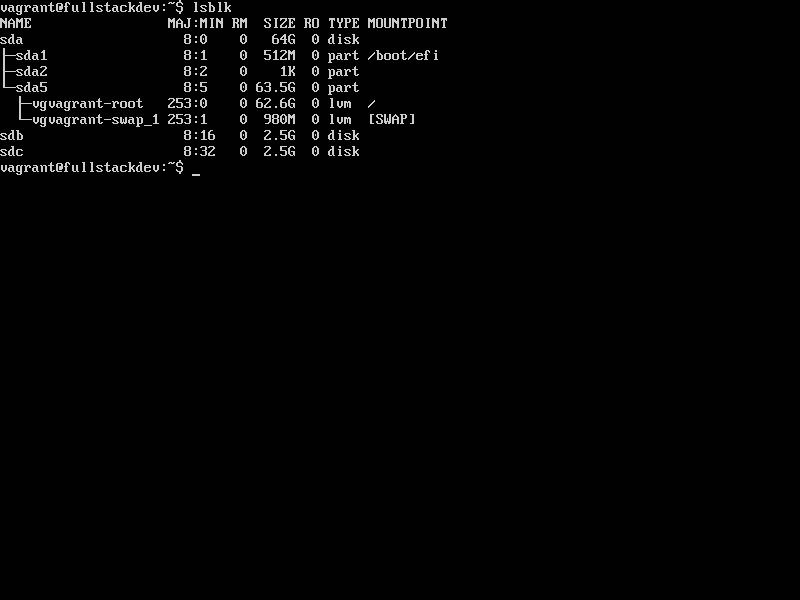 vagrant@fullstackdev:~$ lsblk
NAME                 MAJ:MIN RM   SIZE RO TYPE MOUNTPOINT
sda                    8:0    0    64G  0 disk
├─sda1                 8:1    0   512M  0 part /boot/efi
├─sda2                 8:2    0     1K  0 part
└─sda5                 8:5    0  63.5G  0 part
  ├─vgvagrant-root   253:0    0  62.6G  0 lvm  /
  └─vgvagrant-swap_1 253:1    0   980M  0 lvm  [SWAP]
sdb                    8:16   0   2.5G  0 disk
sdc                    8:32   0   2.5G  0 disk
vagrant@fullstackdev:~$ _